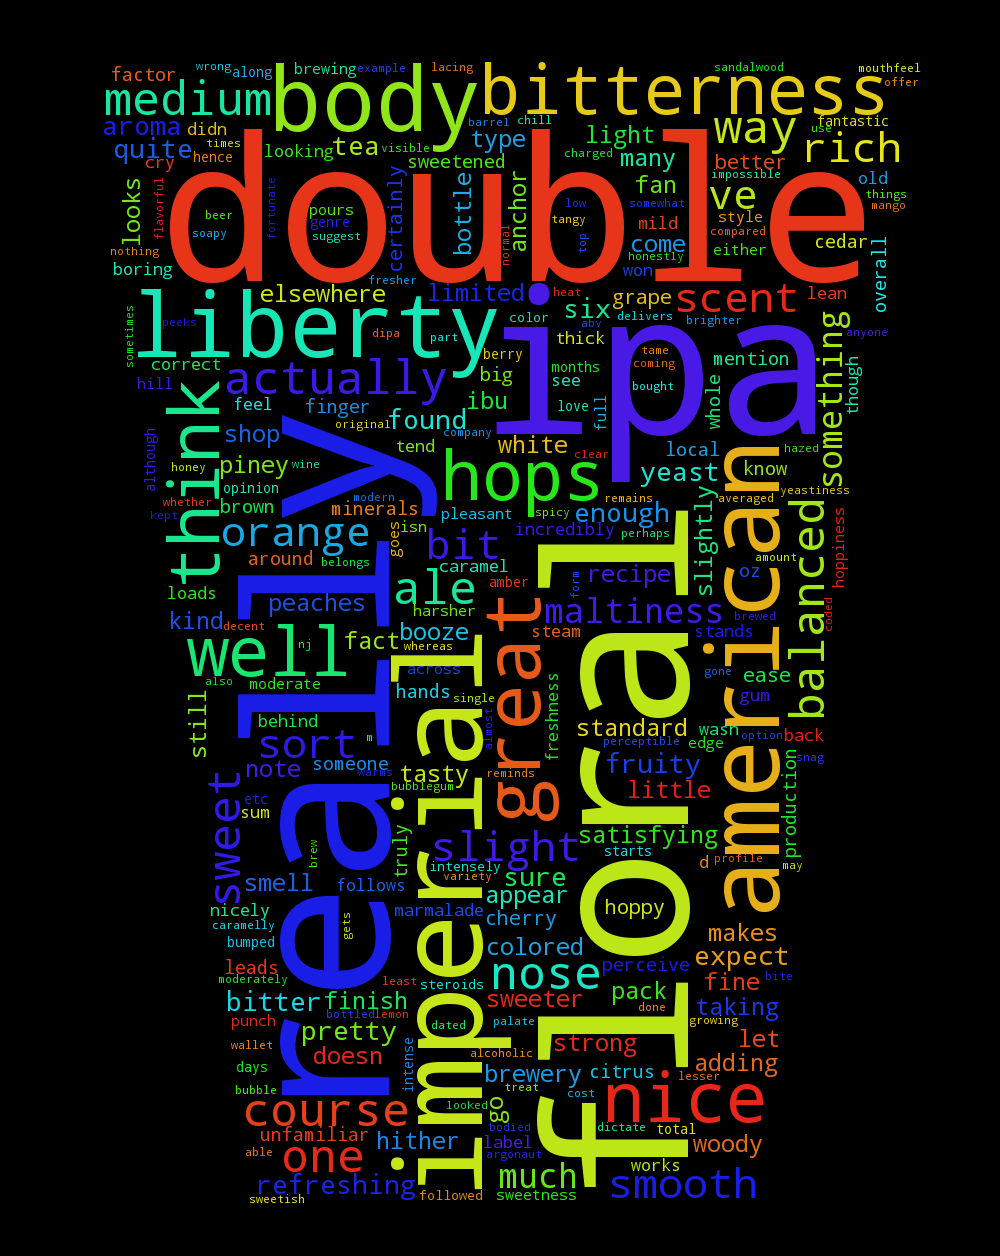 wrong
along
brewing
example
lacing
sandalwood
mouthfeel
factor
offer
medium
body
bitterness
aroma
didn
barrel
chill
way
fantastic
use
quite
times
looking
tea
visible
type
light
rich
cry
hence
sweetened
charged
many
better
impossible
looks
flavorful
double
certainly
bottle
anchor
fan
ve
old
things
beer
fortunate
pours
genre
low
somewhat
mango
soapy
suggest
normal
tangy
top
mild
style
compared
nothing
come
honestly
either
cedar
overall
boring
fresher
won
elsewhere
limited
heat
grape
scent
lean
liberty
ipa
six
delivers
sometimes
peeks
color
abv
brighter
something
anyone
dipa
part
thick
tame
correct
berry
coming
mention
though
hill
actually
big
months
see
bought
whole
feel
finger
ibu
love
full
think
original
found
shop
company
white
clear
local
hazed
although
honey
wine
tend
piney
hops
yeast
know
whether
opinion
modern
remains
averaged
yeastiness
kept
brown
minerals
pleasant
spicy
enough
orange
y
goes
isn
incredibly
perhaps
slightly
american
balanced
hoppiness
around
belongs
bit
amount
caramel
recipe
oz
loads
peaches
ale
amber
form
brewed
harsher
great
maltiness
kind
decent
steam
coded
well
nj
fact
booze
whereas
stands
also
moderate
across
gone
ease
hands
single
gum
still
behind
freshness
standard
wash
option
back
sort
m
almost
perceptible
edge
someone
warms
fruity
snag
note
tasty
reminds
production
sweet
etc
bubblegum
little
sum
really
imperial
floral
truly
slight
satisfying
brew
starts
d
profile
intensely
may
smell
follows
variety
sure
appear
nicely
gets
marmalade
hoppy
caramelly
cherry
makes
bumped
colored
expect
leads
nose
perceive
moderately
least
steroids
fine
bite
bitter
finish
sweeter
pack
taking
bottled
lemon
done
punch
dated
palate
growing
pretty
wallet
doesn
strong
let
intense
alcoholic
adding
days
brewery
citrus
lesser
bubble
treat
cost
nice
course
looked
go
unfamiliar
hither
bodied
dictate
total
label
woody
able
one
argonaut
works
much
refreshing
smooth
sweetish
followed
sweetness